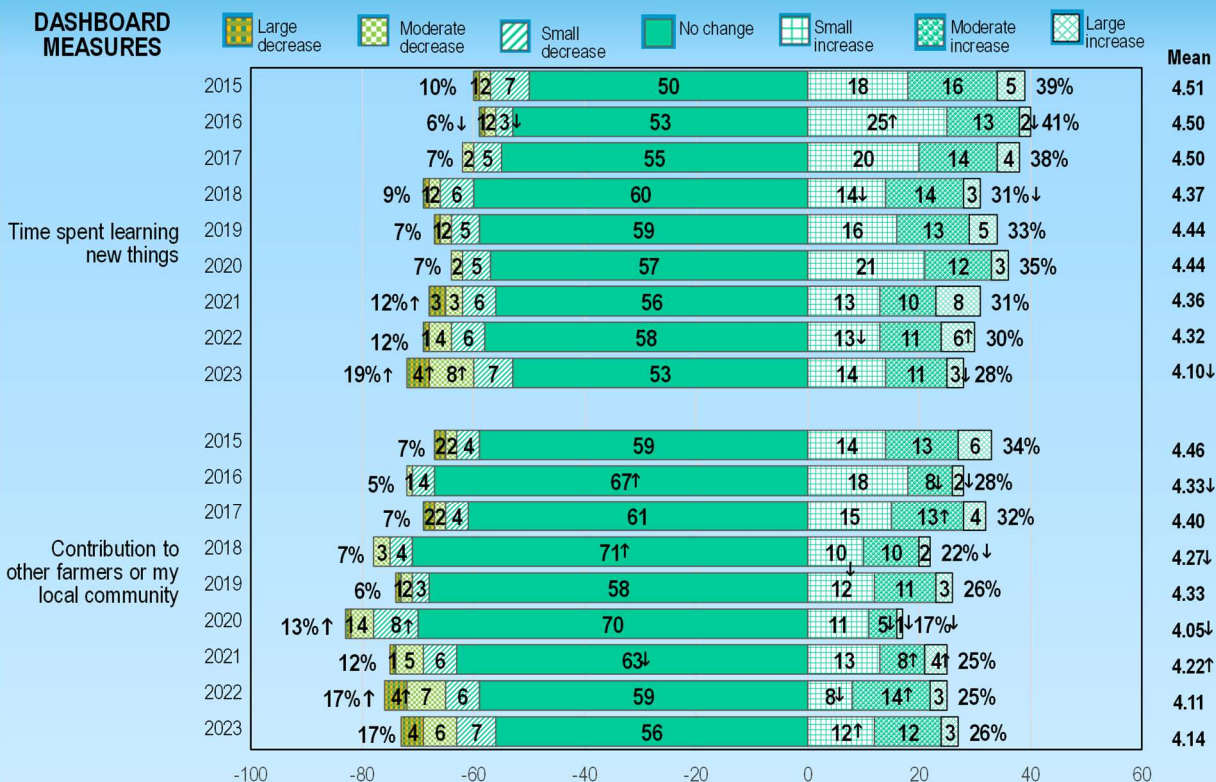 DASHBOARD
MEASURES
Large
decrease
Moderate
decrease
Small
decrease
No change
Small
increase
Moderate
increase
Large
increase
Mean
Time spent learning
new things
2015 10% 1 2 7 50 18 16 5 39% 4.51
2016 6%↓ 1 2 3↓ 53 25↑ 13 2↓ 41% 4.50
2017 7% 2 5 55 20 14 4 38% 4.50
2018 9% 1 2 6 60 14↓ 14 3 31%↓ 4.37
2019 7% 1 2 5 59 16 13 5 33% 4.44
2020 7% 2 5 57 21 12 3 35% 4.44
2021 12%↑ 3 3 6 56 13 10 8 31% 4.36
2022 12% 1 4 6 58 13↓ 11 6↑ 30% 4.32
2023 19%↑ 4↑ 8↑ 7 53 14 11 3↓ 28% 4.10↓
Contribution to
other farmers or my
local community
2015 7% 2 2 4 59 14 13 6 34% 4.46
2016 5% 1 4 67↑ 18 8↓ 2↓ 28% 4.33↓
2017 7% 2 2 4 61 15 13↑ 4 32% 4.40
2018 7% 3 4 71↑ 10↓ 10 2 22%↓ 4.27↓
2019 6% 1 2 3 58 12 11 3 26% 4.33
2020 13%↑ 1 4 8↑ 70 11 5↓ 1↓ 17%↓ 4.05↓
2021 12% 1 5 6 63↓ 13 8↑ 4↑ 25% 4.22↑
2022 17%↑ 4↑ 7 6 59 8↓ 14↑ 3 25% 4.11
2023 17% 4 6 7 56 12↑ 12 3 26% 4.14
-100 -80 -60 -40 -20 0 20 40 60